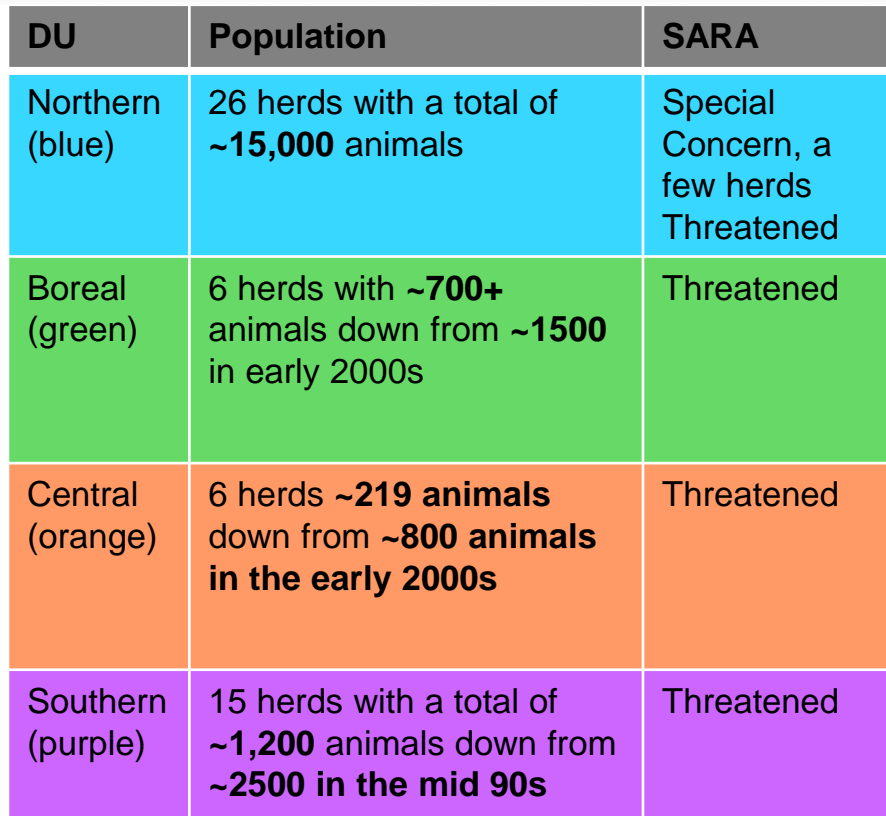 DU Population SARA
Northern (blue)
26 herds with a total of
~15,000 animals
Special
Concern, a
few herds
Threatened
Boreal
(green)
6 herds with ~700+
animals down from ~1500
in early 2000s
Threatened
Central
(orange)
6 herds ~219 animals
down from ~800 animals
in the early 2000s
Threatened
Southern
(purple)
15 herds with a total of
~1,200 animals down from
~2500 in the mid 90s
Threatened